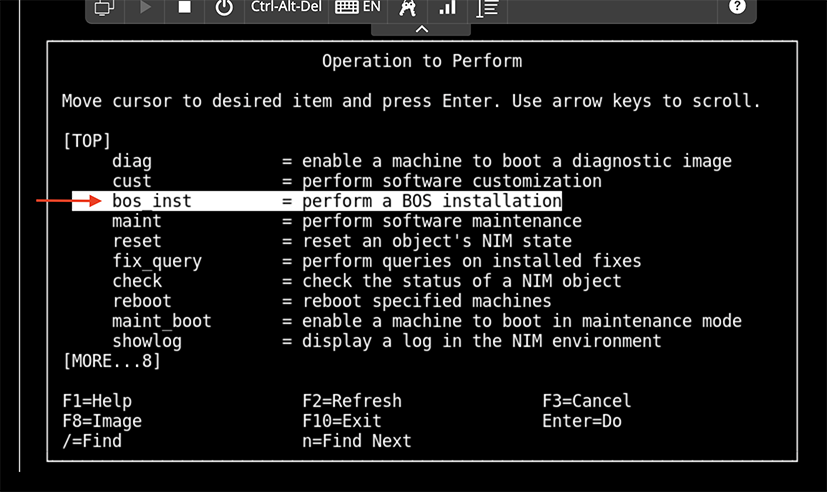 Ctrl-Alt-Del EN ?
Operation to Perform
Move cursor to desired item and press Enter. Use arrow keys to scroll.
[TOP]
diag = enable a machine to boot a diagnostic image
cust = perform software customization
bos_inst = perform a BOS installation
maint = perform software maintenance
reset = reset an object's NIM state
fix_query = perform queries on installed fixes
check = check the status of a NIM object
reboot = reboot specified machines
maint_boot = enable a machine to boot in maintenance mode
showlog = display a log in the NIM environment
[MORE...8]
F1=Help F2=Refresh F3=Cancel
F8=Image F10=Exit Enter=Do
/=Find n=Find Next